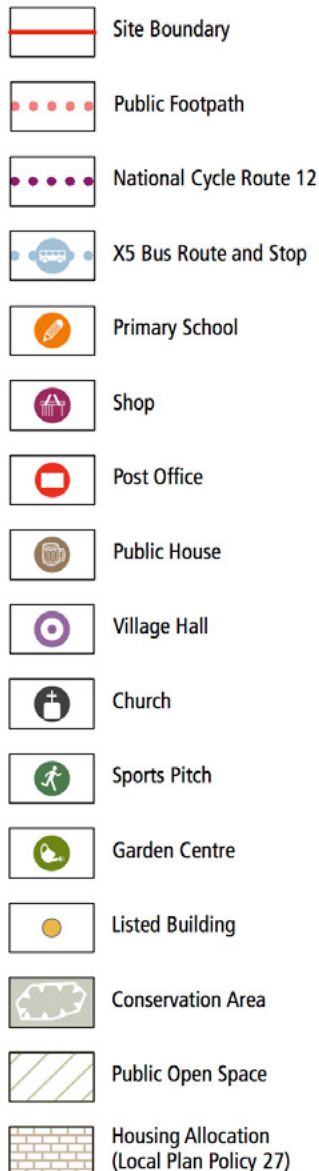 Site Boundary
Public Footpath
National Cycle Route 12
X5 Bus Route and Stop
Primary School
Shop
Post Office
Public House
Village Hall
Church
Sports Pitch
Garden Centre
Listed Building
Conservation Area
Public Open Space
Housing Allocation
(Local Plan Policy 27)